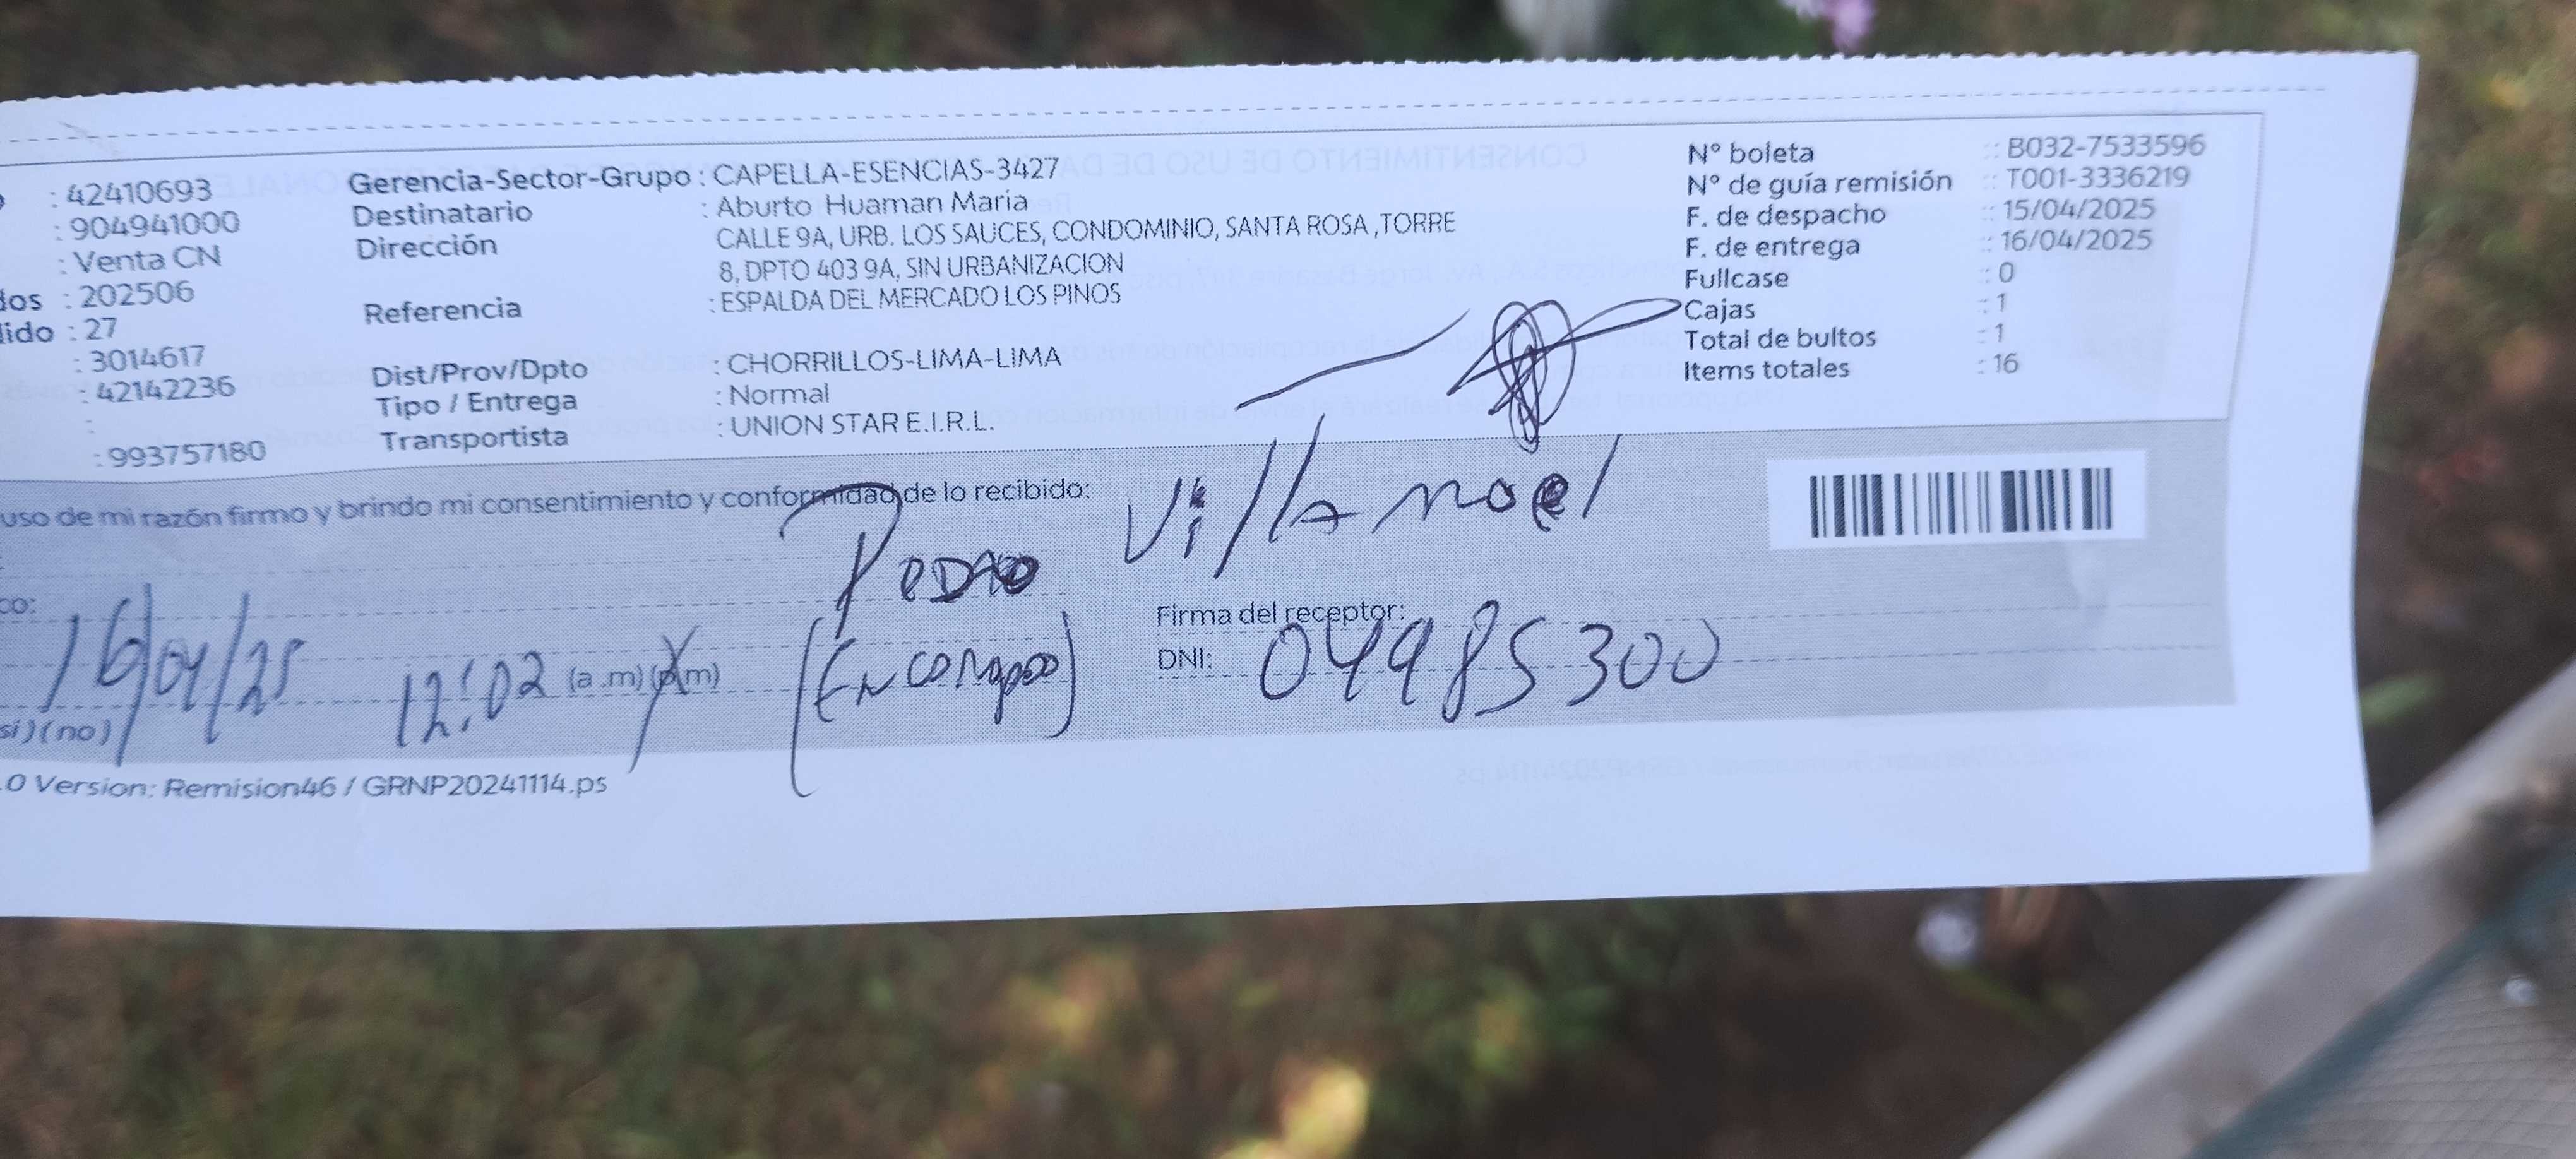 : 42410693
: 904941000
: Venta CN
dos : 202506
dido : 27
: 3014617
: 42142236
:
: 993757180
Gerencia-Sector-Grupo : CAPELLA-ESENCIAS-3427
Destinatario : Aburto Huaman Maria
Dirección CALLE 9A, URB. LOS SAUCES, CONDOMINIO, SANTA ROSA ,TORRE
8, DPTO 403 9A, SIN URBANIZACION
Referencia : ESPALDA DEL MERCADO LOS PINOS
Dist/Prov/Dpto : CHORRILLOS-LIMA-LIMA
Tipo / Entrega : Normal
Transportista : UNION STAR E.I.R.L.
N° boleta :: B032-7533596
N° de guía remisión :: T001-3336219
F. de despacho :: 15/04/2025
F. de entrega :: 16/04/2025
Fullcase :: 0
Cajas : 1
Total de bultos : 1
Items totales : 16
uso de mi razón firmo y brindo mi consentimiento y conformidad de lo recibido:
Pedro Villa noel
co:
16/04/25 12:02 (a.m) (p.m)
Firma del receptor:
DNI: 04985300
si) (no)
.0 Version: Remision46 / GRNP20241114.ps